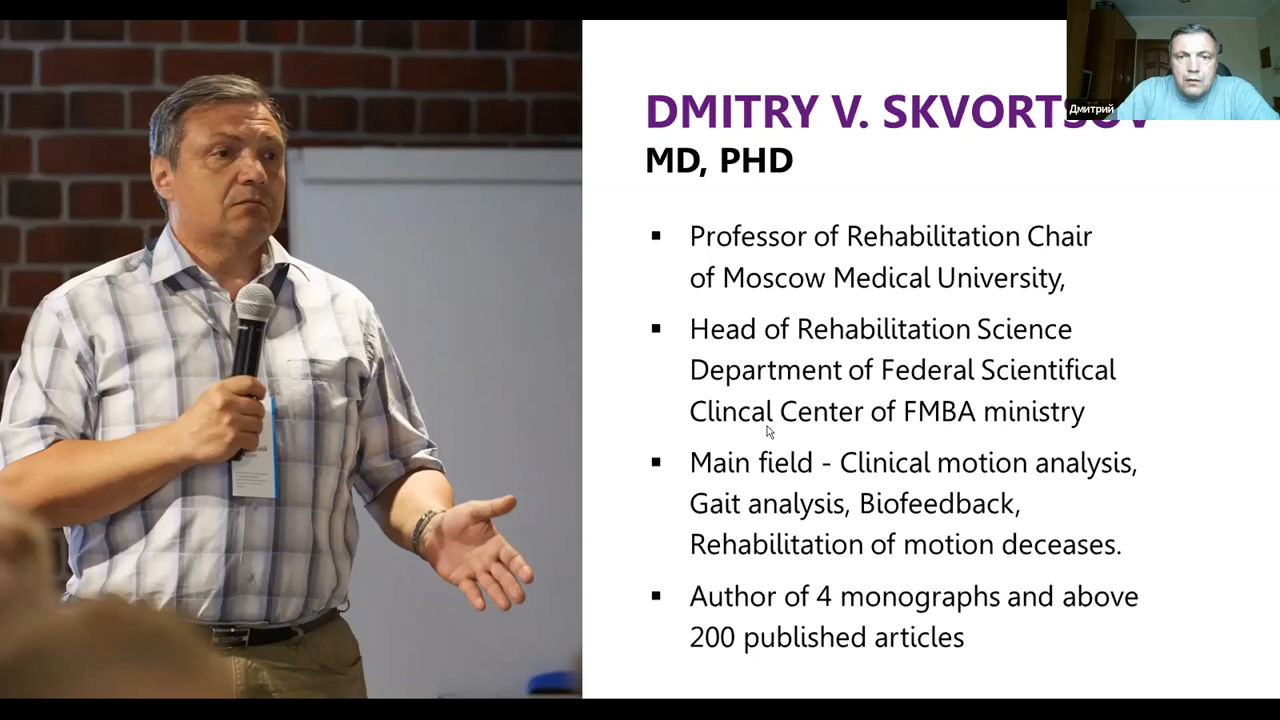 DMITRY V. SKVORTSOV
Дмитрий
MD, PHD
▪ Professor of Rehabilitation Chair
of Moscow Medical University,
▪ Head of Rehabilitation Science
Department of Federal Scientifical
Clincal Center of FMBA ministry
▪ Main field - Clinical motion analysis,
Gait analysis, Biofeedback,
Rehabilitation of motion deceases.
▪ Author of 4 monographs and above
200 published articles